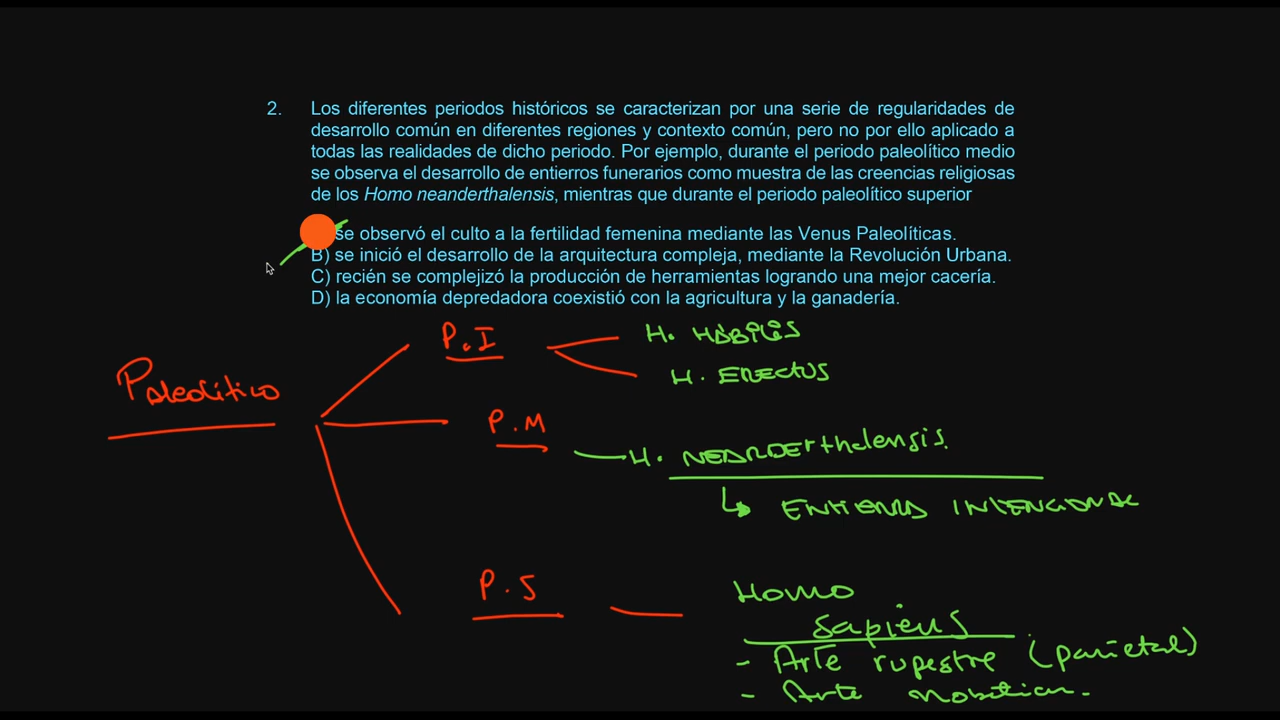 2. Los diferentes periodos históricos se caracterizan por una serie de regularidades de
desarrollo común en diferentes regiones y contexto común, pero no por ello aplicado a
todas las realidades de dicho periodo. Por ejemplo, durante el periodo paleolítico medio
se observa el desarrollo de entierros funerarios como muestra de las creencias religiosas
de los Homo neanderthalensis, mientras que durante el periodo paleolítico superior
se observó el culto a la fertilidad femenina mediante las Venus Paleolíticas.
B) se inició el desarrollo de la arquitectura compleja, mediante la Revolución Urbana.
C) recién se complejizó la producción de herramientas logrando una mejor cacería.
D) la economía depredadora coexistió con la agricultura y la ganadería.
P. I
H. HÁBILIS
H. ERECTUS
Paleolítico
P. M
H. NEANDErthalensis.
↳ ENTIERROS INTENCIONAL
P. S
Homo
sapiens
- Arte rupestre (parietal)
- Arte